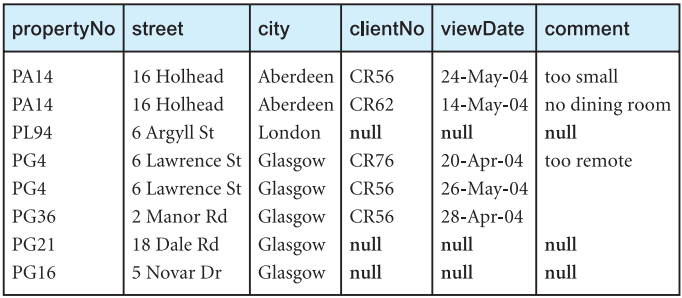 propertyNo street city clientNo viewDate comment
PA14 16 Holhead Aberdeen CR56 24-May-04 too small
PA14 16 Holhead Aberdeen CR62 14-May-04 no dining room
PL94 6 Argyll St London null null null
PG4 6 Lawrence St Glasgow CR76 20-Apr-04 too remote
PG4 6 Lawrence St Glasgow CR56 26-May-04
PG36 2 Manor Rd Glasgow CR56 28-Apr-04
PG21 18 Dale Rd Glasgow null null null
PG16 5 Novar Dr Glasgow null null null